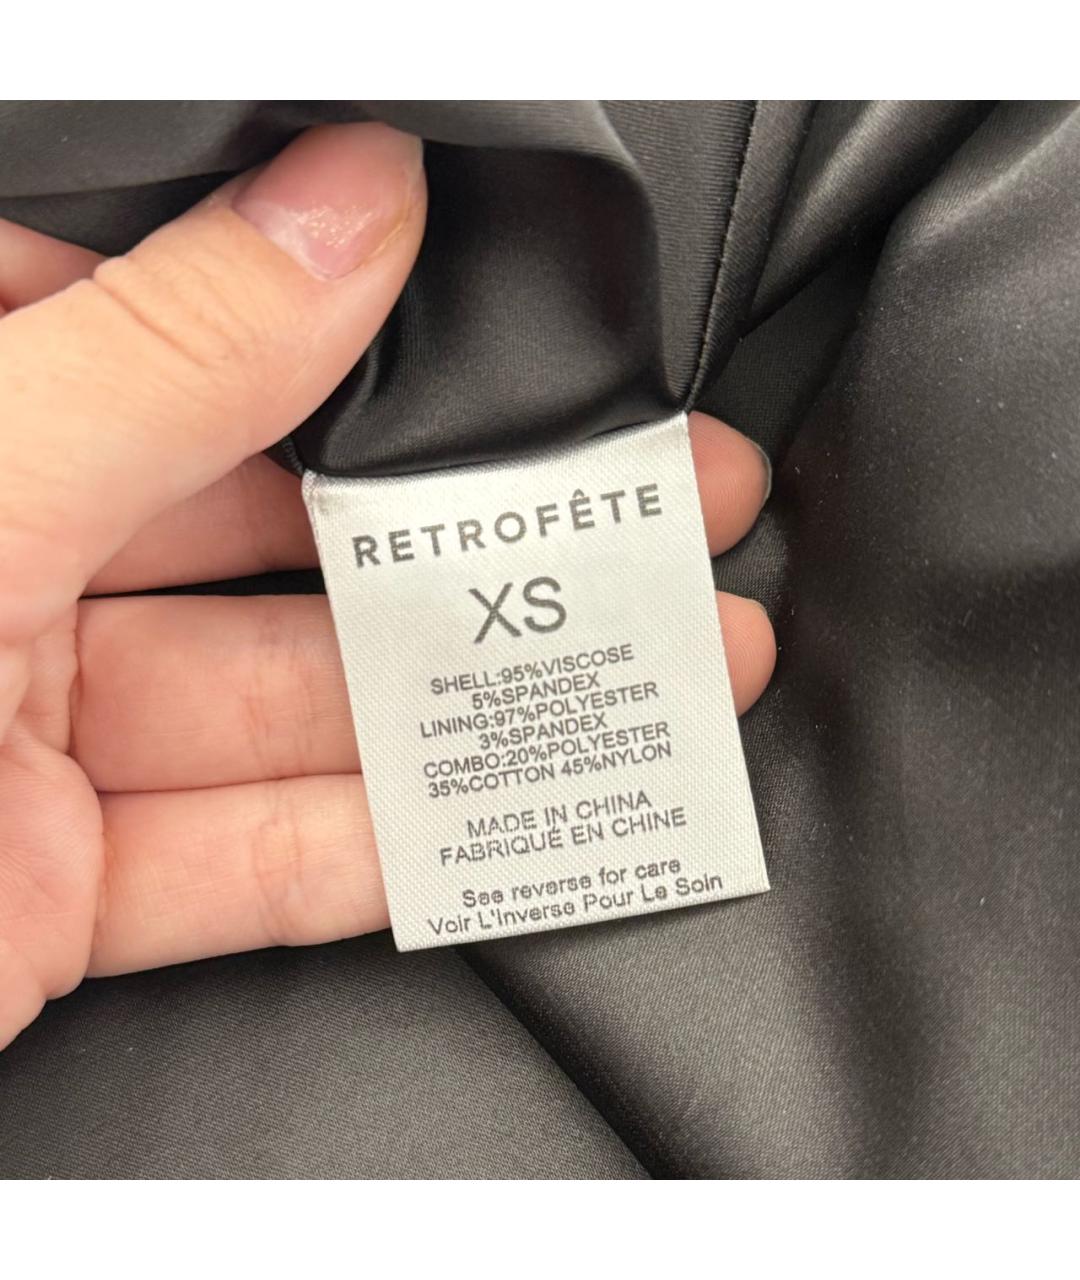 RETROFÊTE
XS
SHELL:95%VISCOSE
5%SPANDEX
LINING:97%POLYESTER
3%SPANDEX
COMBO:20%POLYESTER
35%COTTON 45%NYLON
MADE IN CHINA
FABRIQUÉ EN CHINE
See reverse for care
Voir L'Inverse Pour Le Soin